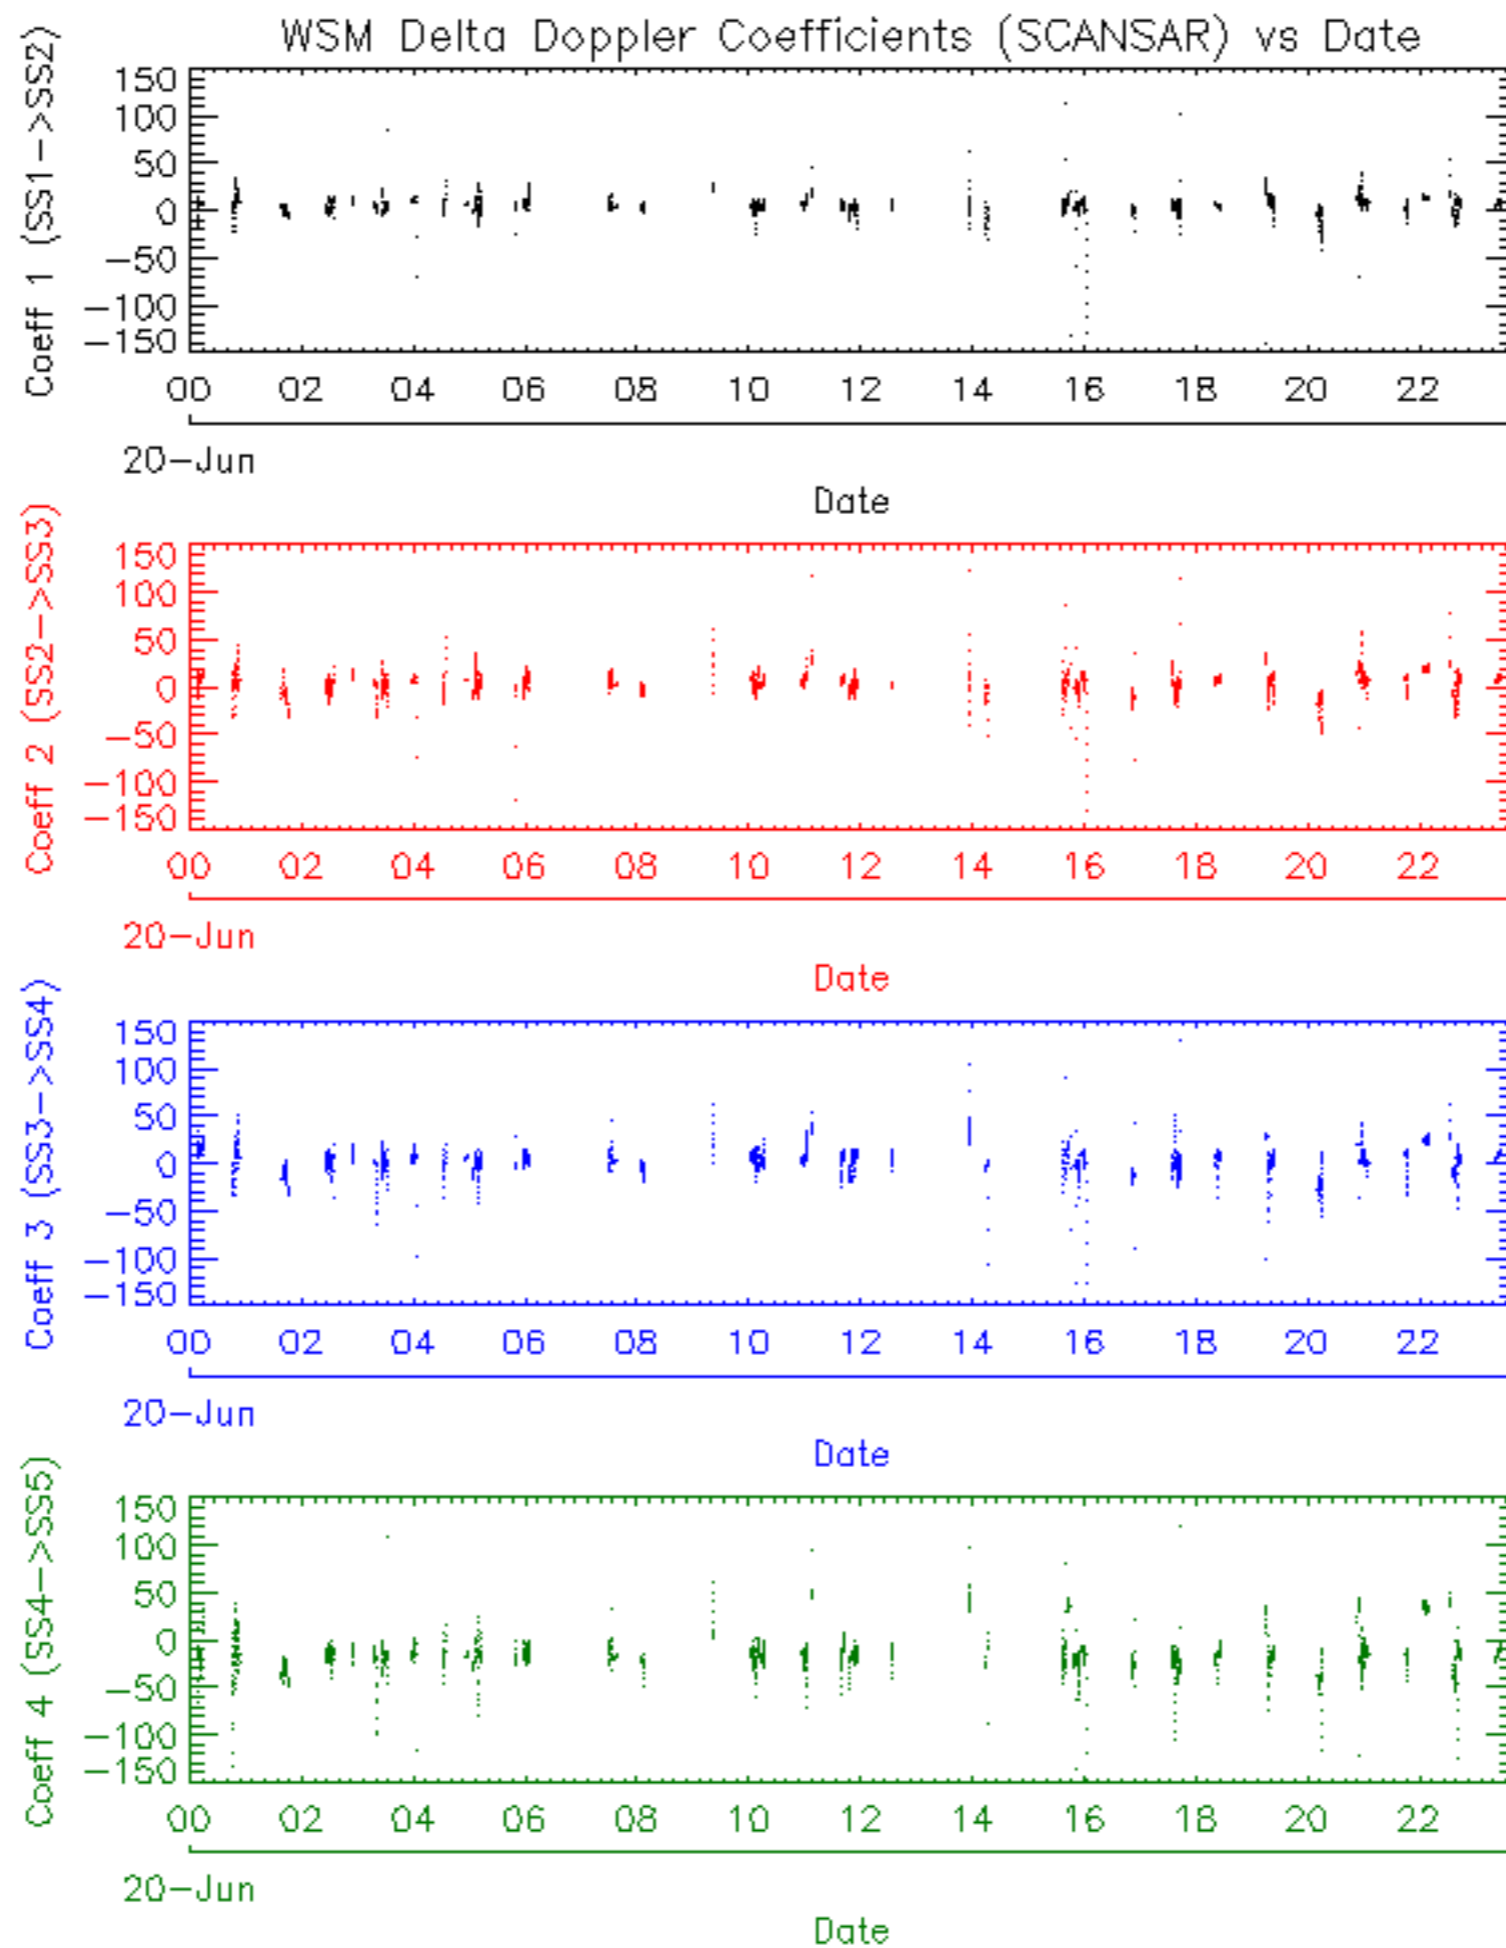 WSM Delta Doppler Coefficients (SCANSAR) vs Date
Coeff 1 (SS1->SS2)
150
100
50
0
-50
-100
-150
00 02 04 06 08 10 12 14 16 18 20 22
20-Jun
Date
Coeff 2 (SS2->SS3)
150
100
50
0
-50
-100
-150
00 02 04 06 08 10 12 14 16 18 20 22
20-Jun
Date
Coeff 3 (SS3->SS4)
150
100
50
0
-50
-100
-150
00 02 04 06 08 10 12 14 16 18 20 22
20-Jun
Date
Coeff 4 (SS4->SS5)
150
100
50
0
-50
-100
-150
00 02 04 06 08 10 12 14 16 18 20 22
20-Jun
Date